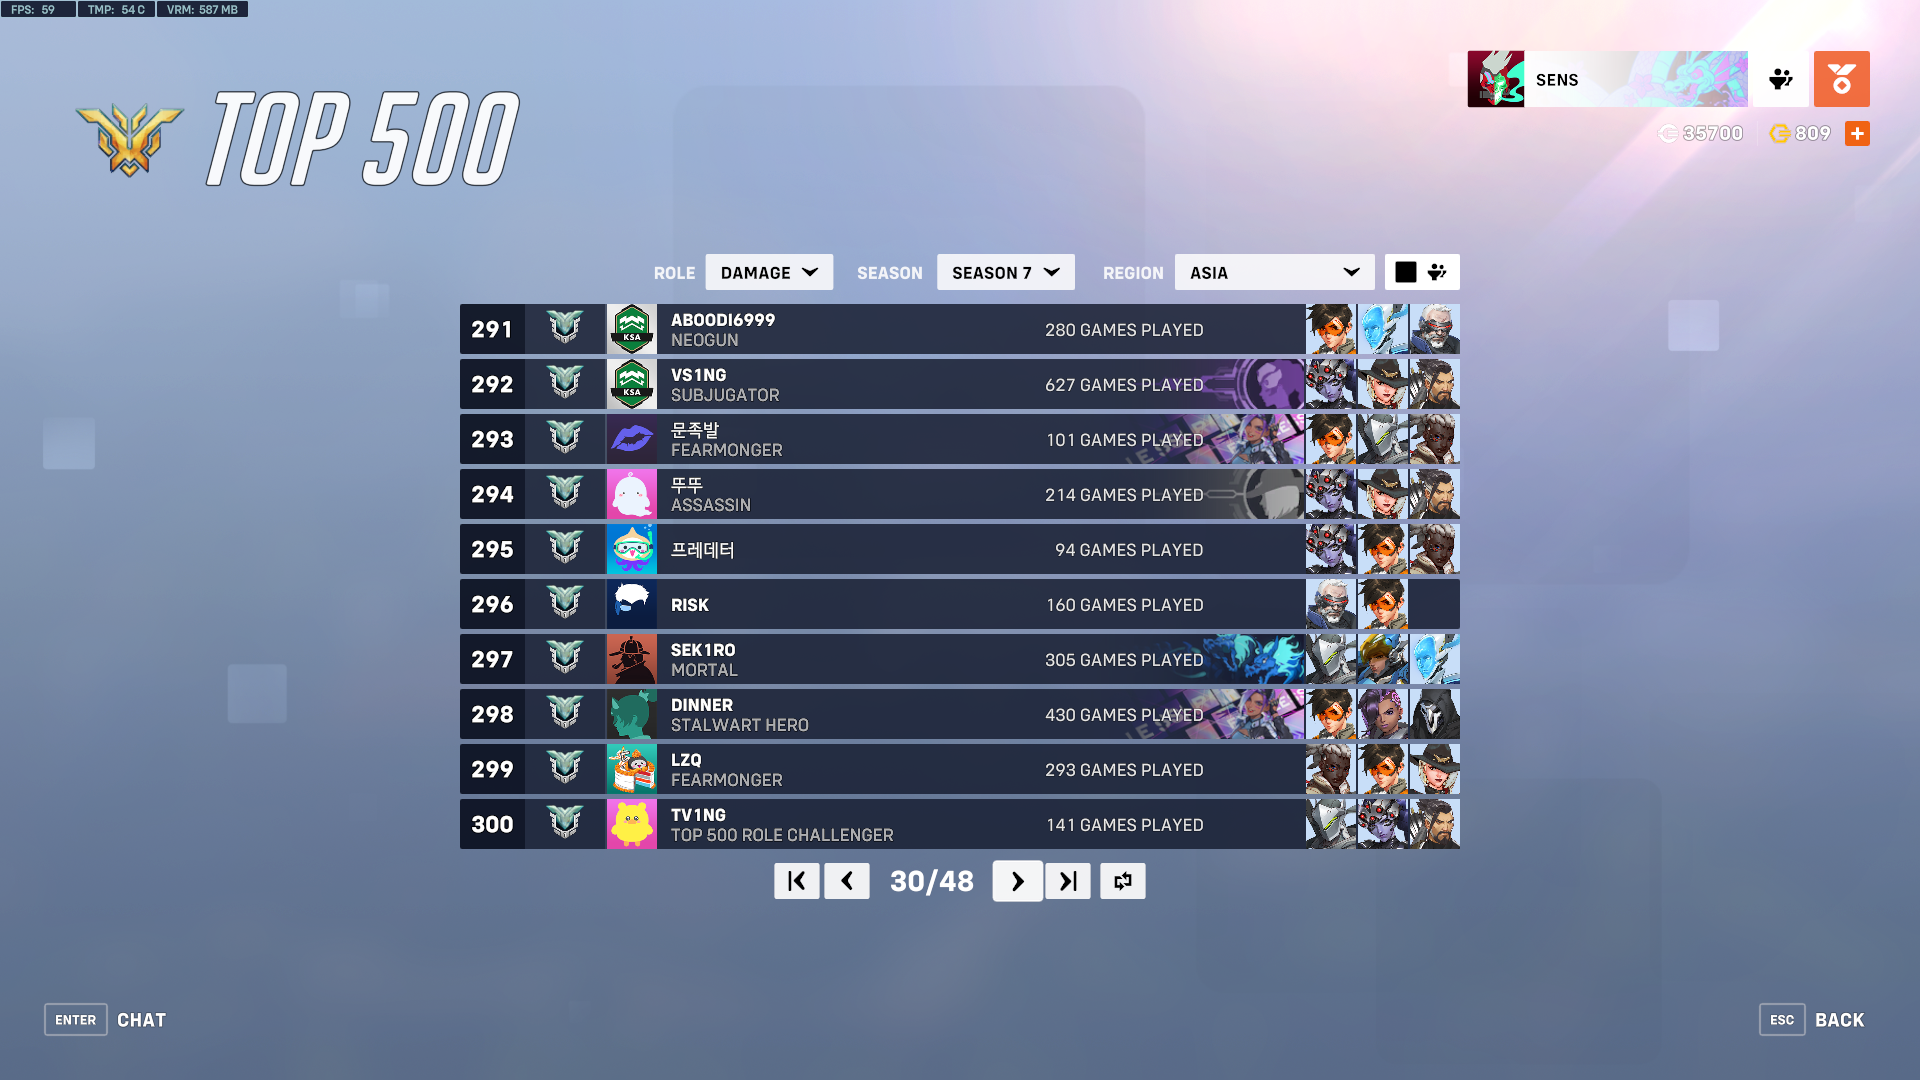 FPS: 59 TMP: 54 C VRM: 587 MB
TOP 500
SENS
35700 809
ROLE DAMAGE SEASON SEASON 7 REGION ASIA
291 KSA ABOODI6999 280 GAMES PLAYED
NEOGUN
292 KSA VS1NG 627 GAMES PLAYED
SUBJUGATOR
293 문족발 101 GAMES PLAYED
FEARMONGER
294 뚜뚜 214 GAMES PLAYED
ASSASSIN
295 프레데터 94 GAMES PLAYED
296 RISK 160 GAMES PLAYED
297 SEK1RO 305 GAMES PLAYED
MORTAL
298 DINNER 430 GAMES PLAYED
STALWART HERO
299 LZQ 293 GAMES PLAYED
FEARMONGER
300 TV1NG 141 GAMES PLAYED
TOP 500 ROLE CHALLENGER
30/48
ENTER CHAT
ESC BACK